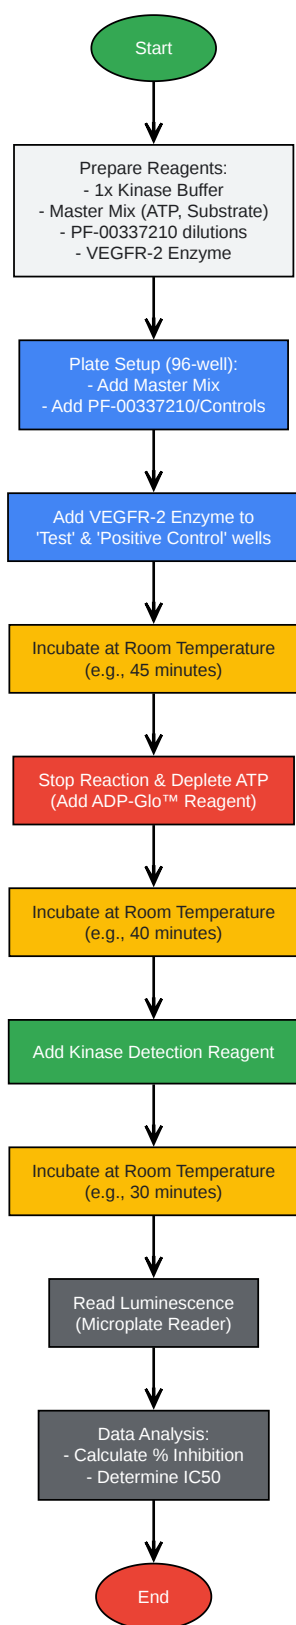 Start
Prepare Reagents:
- 1x Kinase Buffer
- Master Mix (ATP, Substrate)
- PF-00337210 dilutions
- VEGFR-2 Enzyme
Plate Setup (96-well):
- Add Master Mix
- Add PF-00337210/Controls
Add VEGFR-2 Enzyme to
'Test' & 'Positive Control' wells
Incubate at Room Temperature
(e.g., 45 minutes)
Stop Reaction & Deplete ATP
(Add ADP-Glo™ Reagent)
Incubate at Room Temperature
(e.g., 40 minutes)
Add Kinase Detection Reagent
Incubate at Room Temperature
(e.g., 30 minutes)
Read Luminescence
(Microplate Reader)
Data Analysis:
- Calculate % Inhibition
- Determine IC50
End